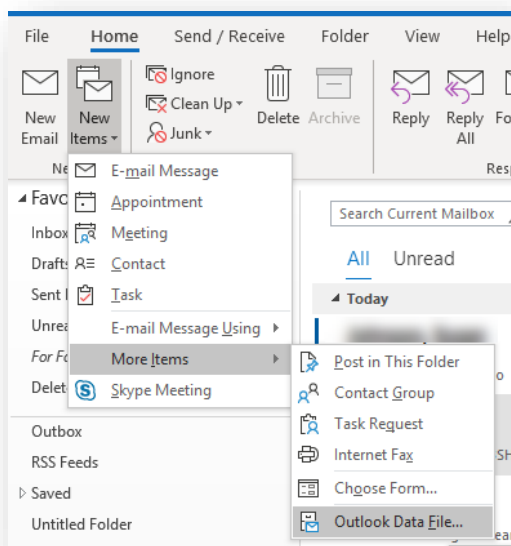 File Home Send / Receive Folder View Help
Ignore
Clean Up
Junk
New Email
New Items
Delete
Archive
Reply
Reply All
E-mail Message
Appointment
Meeting
Contact
Task
E-mail Message Using
More Items
Skype Meeting
Post in This Folder
Contact Group
Task Request
Internet Fax
Choose Form...
Outlook Data File...
Inbox
Sent
Outbox
RSS Feeds
Saved
Untitled Folder
Search Current Mailbox
All Unread
Today